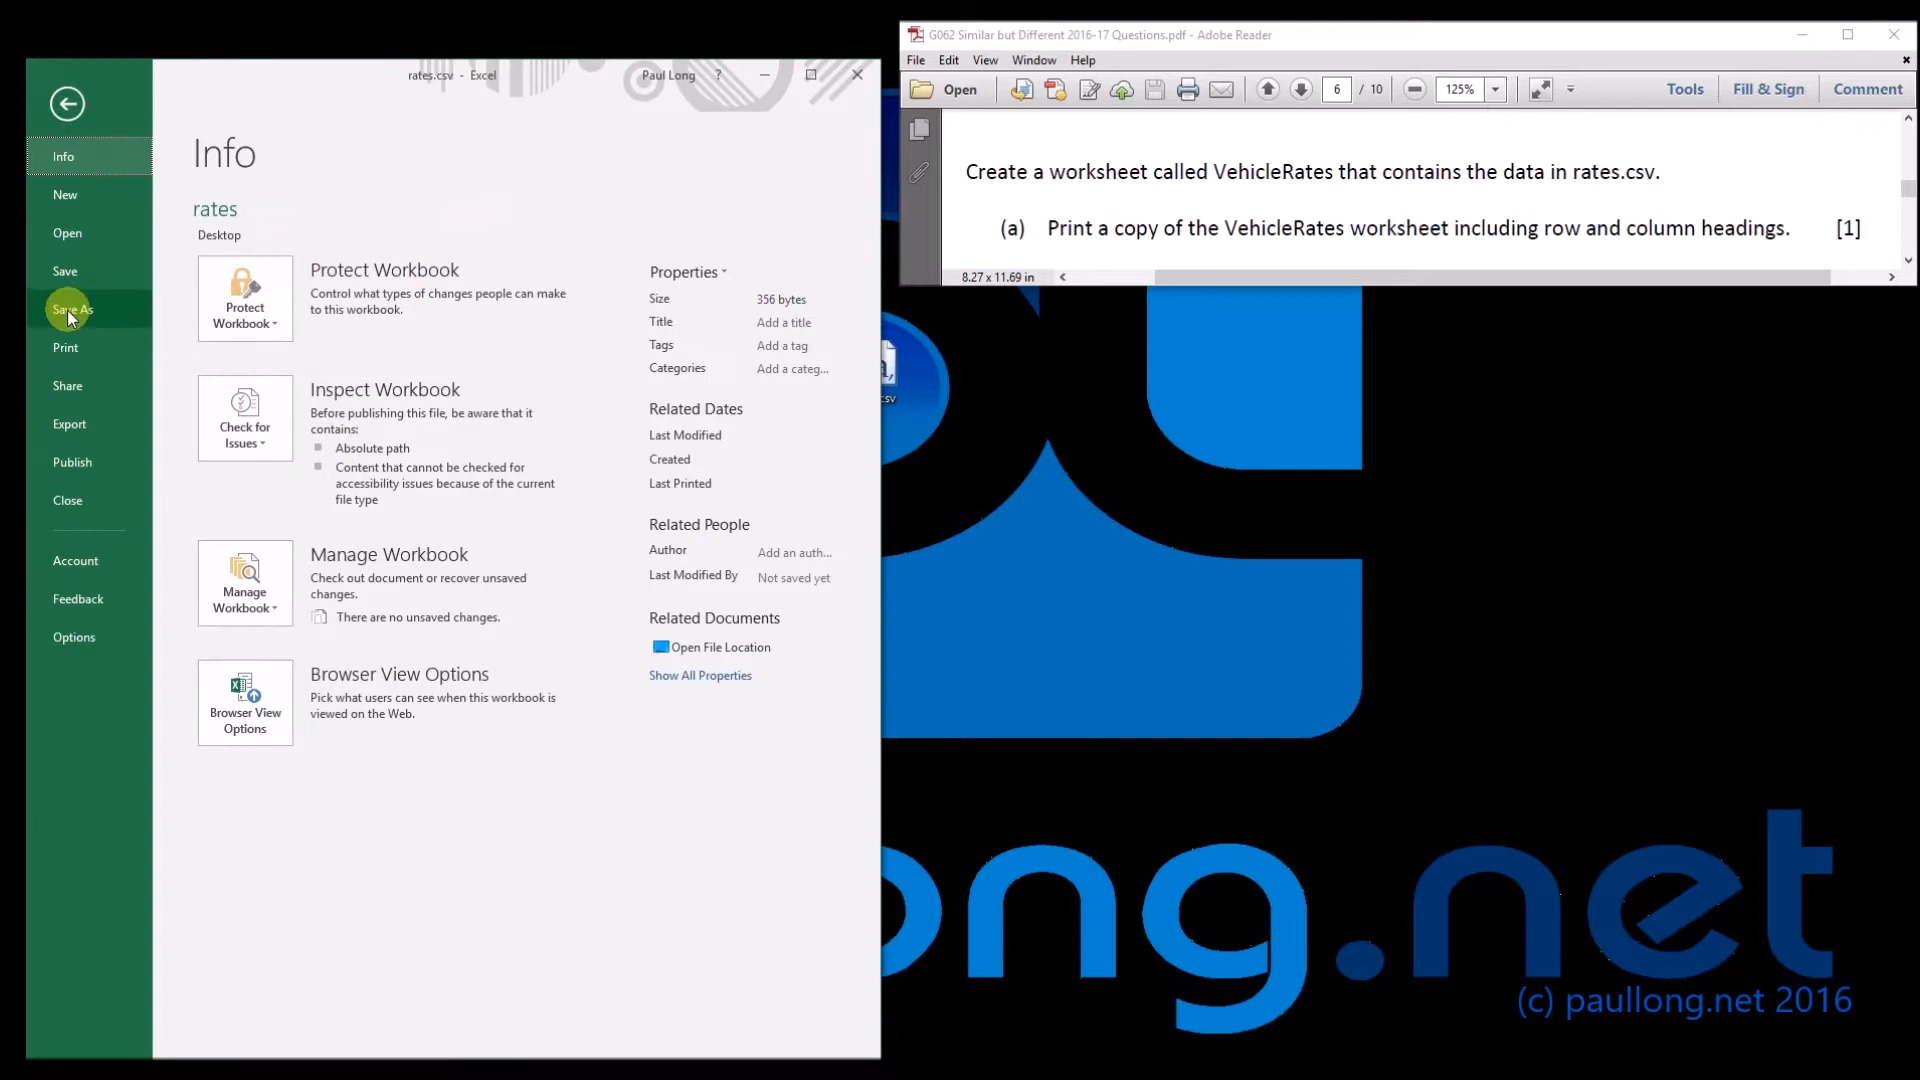 rates.csv - Excel
Paul Long
?
Info
New
Open
Save
Save As
Print
Share
Export
Publish
Close
Account
Feedback
Options
Info
rates
Desktop
Protect
Workbook
Protect Workbook
Control what types of changes people can make
to this workbook.
Check for
Issues
Inspect Workbook
Before publishing this file, be aware that it
contains:
Absolute path
Content that cannot be checked for
accessibility issues because of the current
file type
Manage
Workbook
Manage Workbook
Check out document or recover unsaved
changes.
There are no unsaved changes.
Browser View
Options
Browser View Options
Pick what users can see when this workbook is
viewed on the Web.
Properties
Size 356 bytes
Title Add a title
Tags Add a tag
Categories Add a categ...
Related Dates
Last Modified
Created
Last Printed
Related People
Author Add an auth...
Last Modified By Not saved yet
Related Documents
Open File Location
Show All Properties
G062 Similar but Different 2016-17 Questions.pdf - Adobe Reader
File Edit View Window Help
Open 6 / 10 125% Tools Fill & Sign Comment
Create a worksheet called VehicleRates that contains the data in rates.csv.
(a) Print a copy of the VehicleRates worksheet including row and column headings. [1]
8.27 x 11.69 in
csv
ong.net
(c) paullong.net 2016